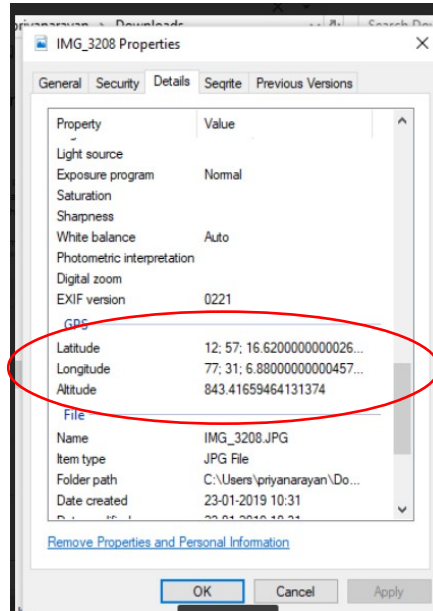 priyanarayan > Downloads
IMG_3208 Properties
General Security Details Seqrite Previous Versions
Property Value
Light source
Exposure program Normal
Saturation
Sharpness
White balance Auto
Photometric interpretation
Digital zoom
EXIF version 0221
GPS
Latitude 12; 57; 16.6200000000026...
Longitude 77; 31; 6.88000000000457...
Altitude 843.41659464131374
File
Name IMG_3208.JPG
Item type JPG File
Folder path C:\Users\priyanarayan\Do...
Date created 23-01-2019 10:31
Remove Properties and Personal Information
OK Cancel Apply